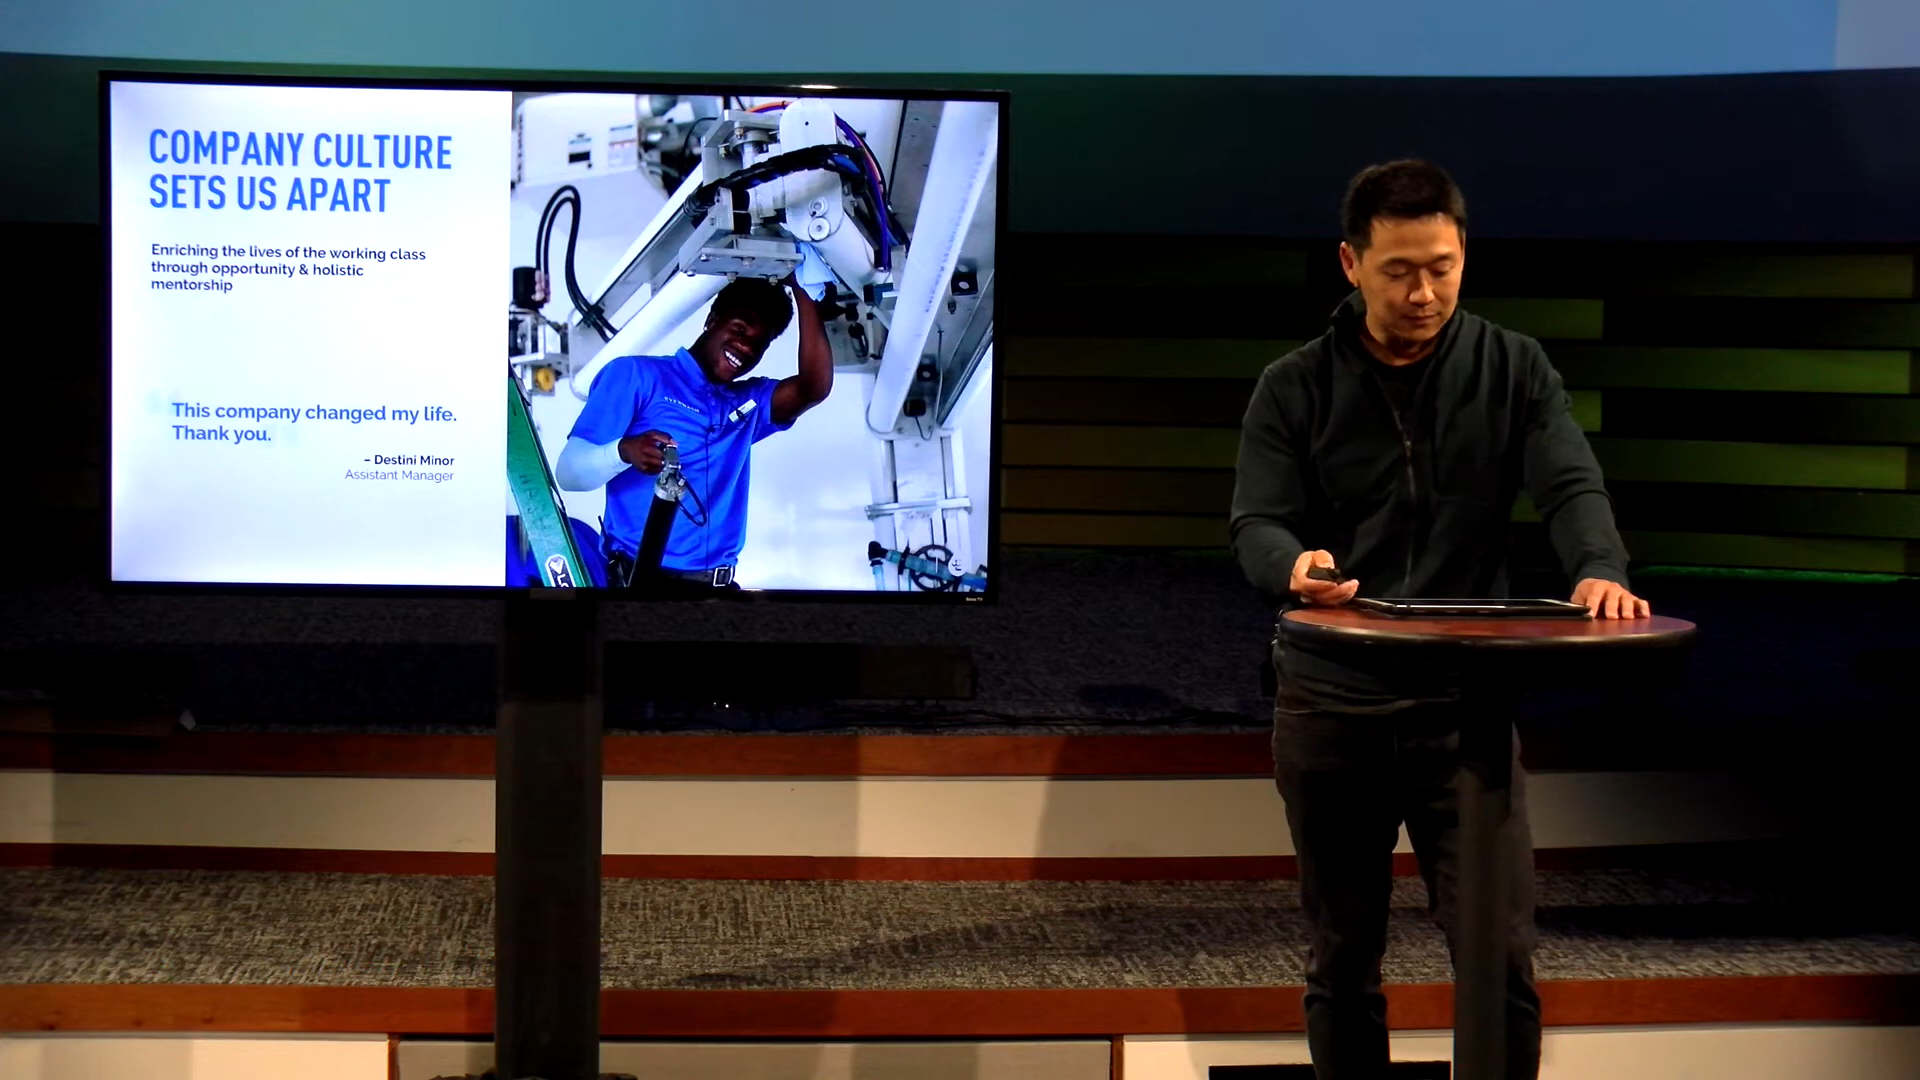 COMPANY CULTURE
SETS US APART
Enriching the lives of the working class
through opportunity & holistic
mentorship
This company changed my life.
Thank you.
– Destini Minor
Assistant Manager